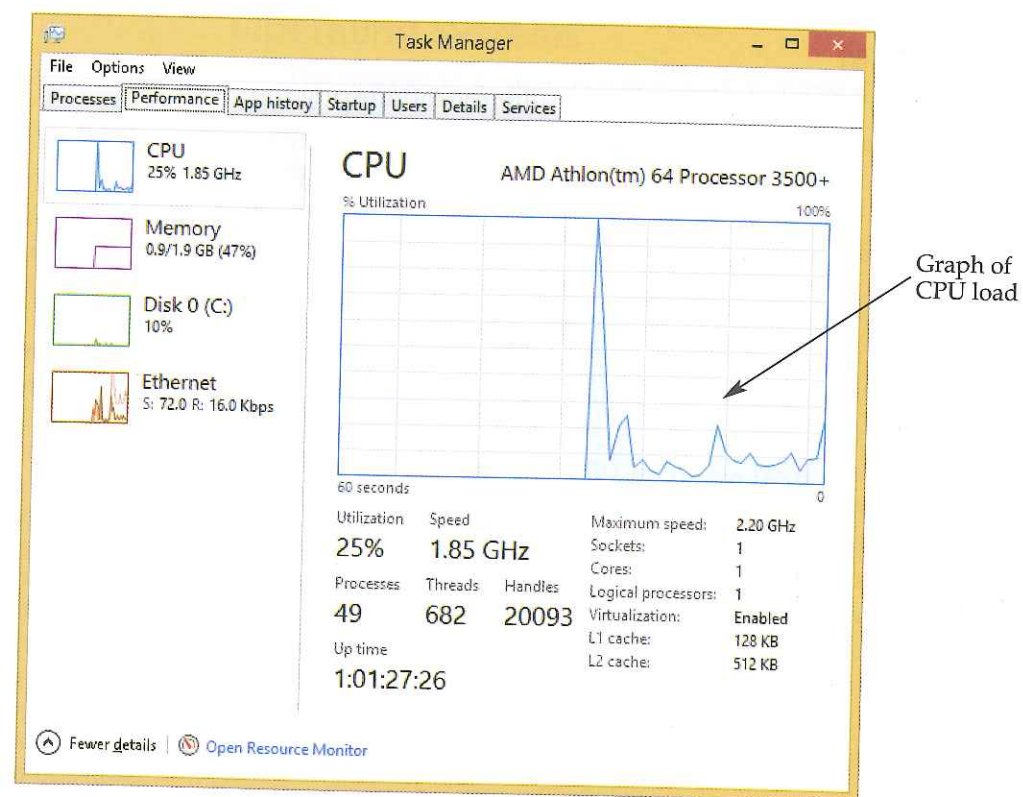 Task Manager
File Options View
Processes Performance App history Startup Users Details Services
CPU
25% 1.85 GHz
Memory
0.9/1.9 GB (47%)
Disk 0 (C:)
10%
Ethernet
S: 72.0 R: 16.0 Kbps
CPU AMD Athlon(tm) 64 Processor 3500+
% Utilization 100%
60 seconds 0
Utilization Speed
25% 1.85 GHz
Processes Threads Handles
49 682 20093
Up time
1:01:27:26
Maximum speed: 2.20 GHz
Sockets: 1
Cores: 1
Logical processors: 1
Virtualization: Enabled
L1 cache: 128 KB
L2 cache: 512 KB
Fewer details Open Resource Monitor
Graph of
CPU load